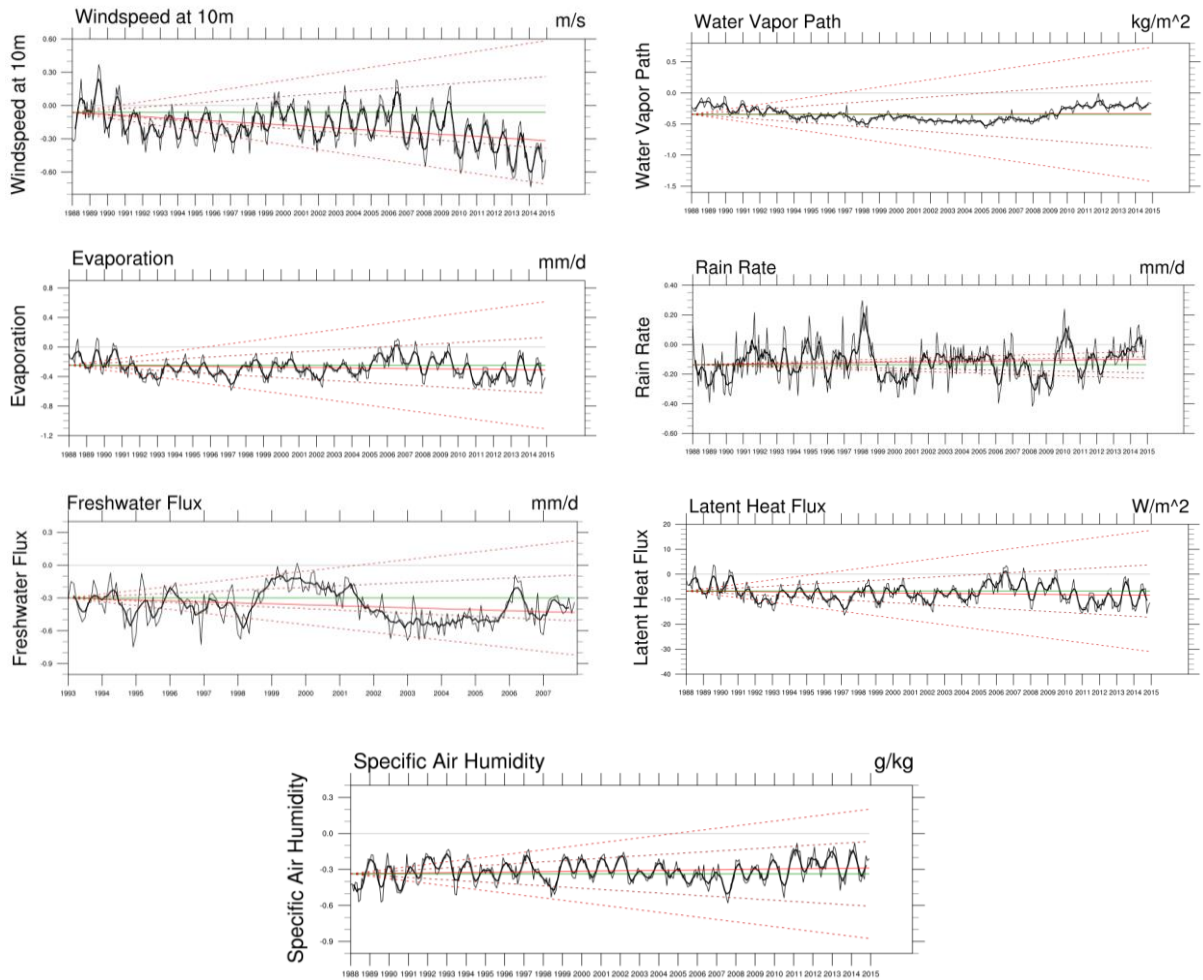 Windspeed at 10m m/s
Windspeed at 10m
0.60
0.30
0.00
-0.30
-0.60
1988 1989 1990 1991 1992 1993 1994 1995 1996 1997 1998 1999 2000 2001 2002 2003 2004 2005 2006 2007 2008 2009 2010 2011 2012 2013 2014 2015
Water Vapor Path kg/m^2
Water Vapor Path
0.5
0.0
-0.5
-1.0
-1.5
1988 1989 1990 1991 1992 1993 1994 1995 1996 1997 1998 1999 2000 2001 2002 2003 2004 2005 2006 2007 2008 2009 2010 2011 2012 2013 2014 2015
Evaporation mm/d
Evaporation
0.8
0.4
0.0
-0.4
-0.8
-1.2
1988 1989 1990 1991 1992 1993 1994 1995 1996 1997 1998 1999 2000 2001 2002 2003 2004 2005 2006 2007 2008 2009 2010 2011 2012 2013 2014 2015
Rain Rate mm/d
Rain Rate
0.40
0.20
-0.00
-0.20
-0.40
-0.60
1988 1989 1990 1991 1992 1993 1994 1995 1996 1997 1998 1999 2000 2001 2002 2003 2004 2005 2006 2007 2008 2009 2010 2011 2012 2013 2014 2015
Freshwater Flux mm/d
Freshwater Flux
0.3
0.0
-0.3
-0.6
-0.9
1993 1994 1995 1996 1997 1998 1999 2000 2001 2002 2003 2004 2005 2006 2007
Latent Heat Flux W/m^2
Latent Heat Flux
20
10
0
-10
-20
-30
-40
1988 1989 1990 1991 1992 1993 1994 1995 1996 1997 1998 1999 2000 2001 2002 2003 2004 2005 2006 2007 2008 2009 2010 2011 2012 2013 2014 2015
Specific Air Humidity g/kg
Specific Air Humidity
0.3
0.0
-0.3
-0.6
-0.9
1988 1989 1990 1991 1992 1993 1994 1995 1996 1997 1998 1999 2000 2001 2002 2003 2004 2005 2006 2007 2008 2009 2010 2011 2012 2013 2014 2015